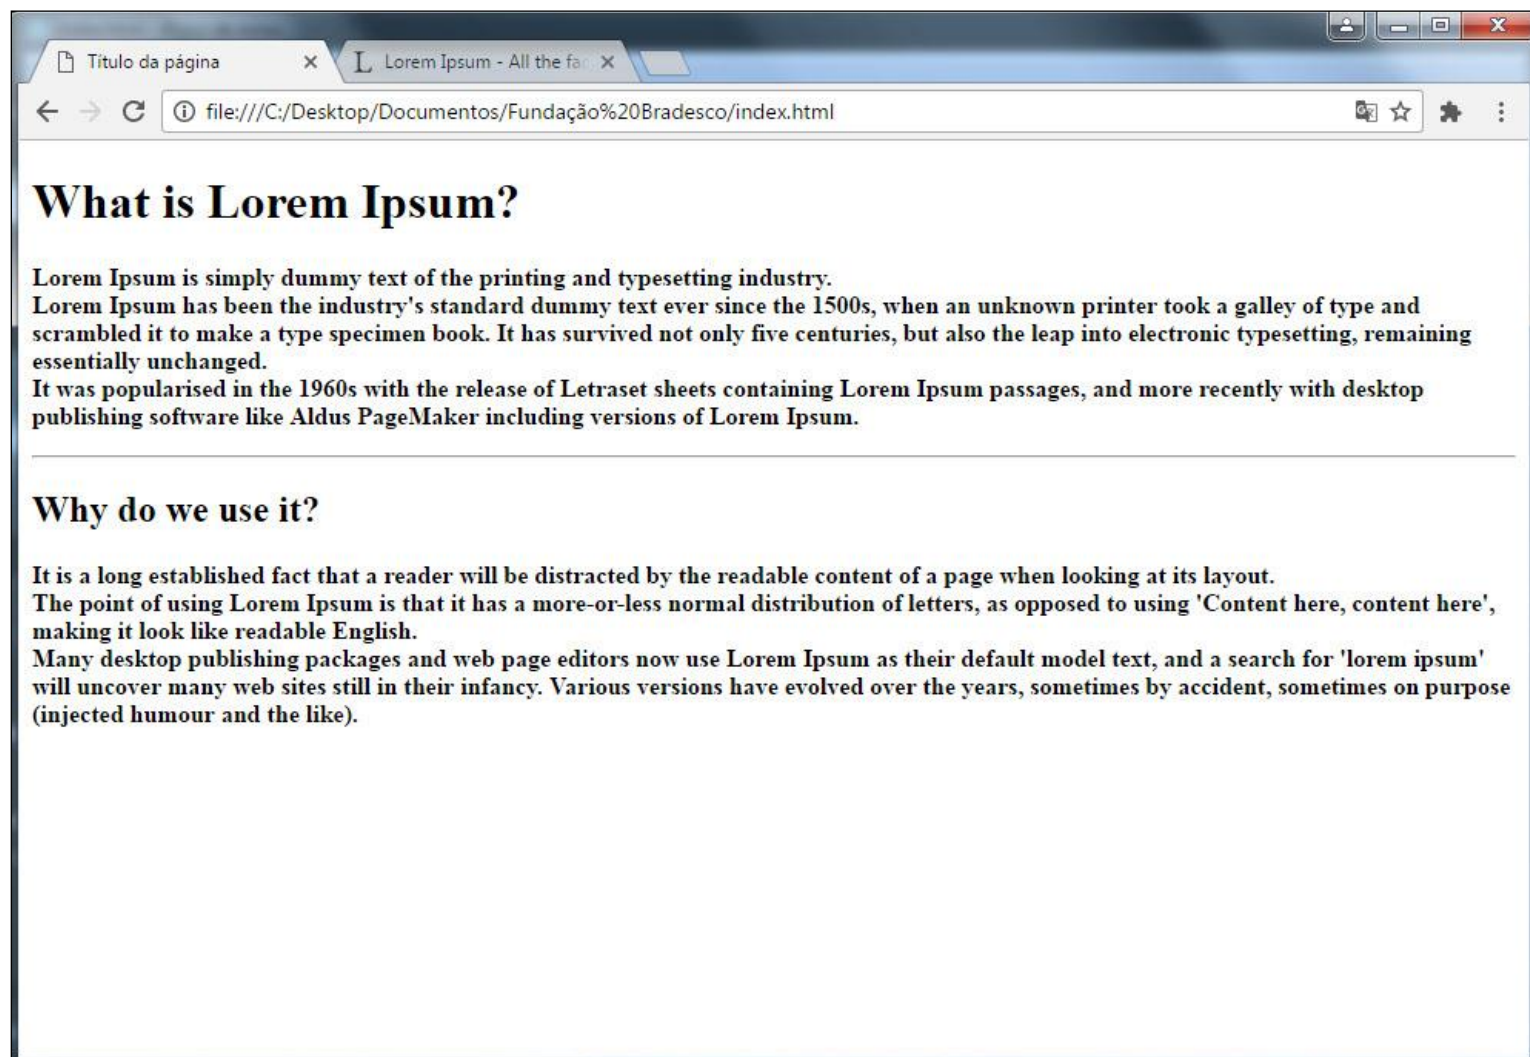 Título da página
Lorem Ipsum - All the fa
file:///C:/Desktop/Documentos/Fundação%20Bradesco/index.html
What is Lorem Ipsum?
Lorem Ipsum is simply dummy text of the printing and typesetting industry.
Lorem Ipsum has been the industry's standard dummy text ever since the 1500s, when an unknown printer took a galley of type and
scrambled it to make a type specimen book. It has survived not only five centuries, but also the leap into electronic typesetting, remaining
essentially unchanged.
It was popularised in the 1960s with the release of Letraset sheets containing Lorem Ipsum passages, and more recently with desktop
publishing software like Aldus PageMaker including versions of Lorem Ipsum.
Why do we use it?
It is a long established fact that a reader will be distracted by the readable content of a page when looking at its layout.
The point of using Lorem Ipsum is that it has a more-or-less normal distribution of letters, as opposed to using 'Content here, content here',
making it look like readable English.
Many desktop publishing packages and web page editors now use Lorem Ipsum as their default model text, and a search for 'lorem ipsum'
will uncover many web sites still in their infancy. Various versions have evolved over the years, sometimes by accident, sometimes on purpose
(injected humour and the like).